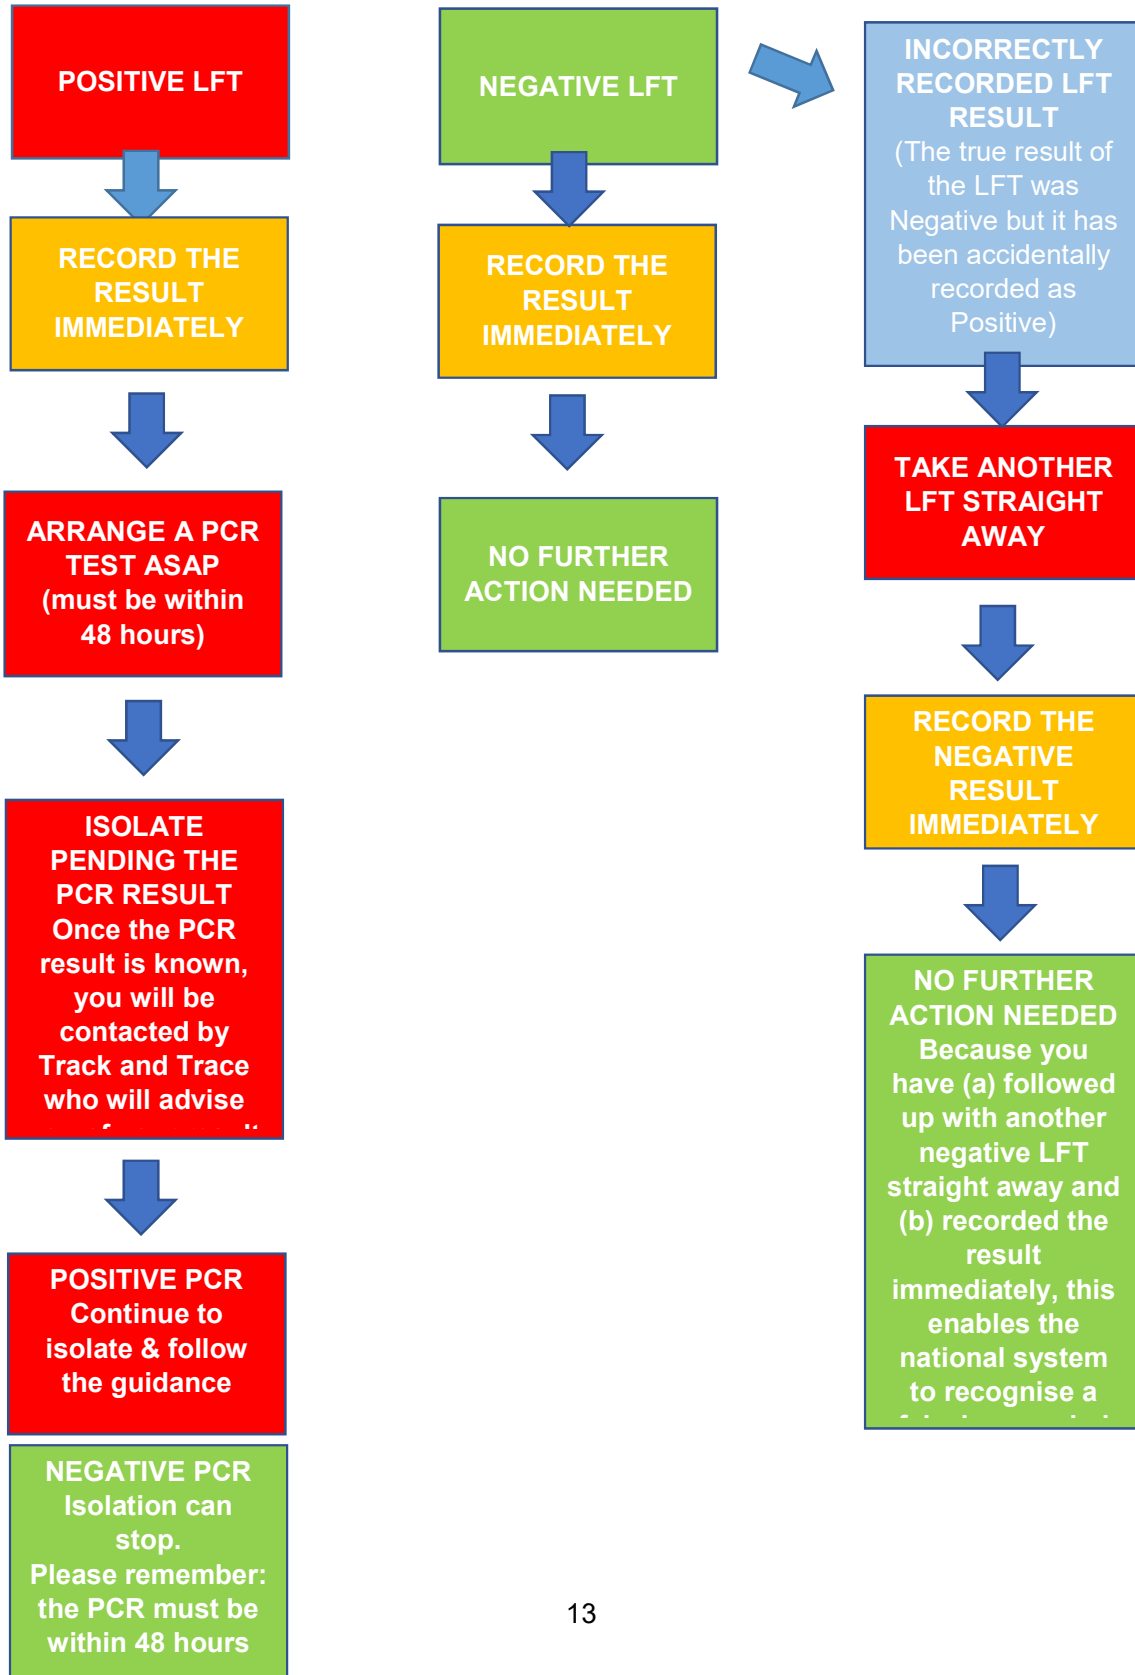 POSITIVE LFT
RECORD THE
RESULT
IMMEDIATELY
ARRANGE A PCR
TEST ASAP
(must be within
48 hours)
ISOLATE
PENDING THE
PCR RESULT
Once the PCR
result is known,
you will be
contacted by
Track and Trace
who will advise
POSITIVE PCR
Continue to
isolate & follow
the guidance
NEGATIVE PCR
Isolation can
stop.
Please remember:
the PCR must be
within 48 hours
NEGATIVE LFT
RECORD THE
RESULT
IMMEDIATELY
NO FURTHER
ACTION NEEDED
INCORRECTLY
RECORDED LFT
RESULT
(The true result of
the LFT was
Negative but it has
been accidentally
recorded as
Positive)
TAKE ANOTHER
LFT STRAIGHT
AWAY
RECORD THE
NEGATIVE
RESULT
IMMEDIATELY
NO FURTHER
ACTION NEEDED
Because you
have (a) followed
up with another
negative LFT
straight away and
(b) recorded the
result
immediately, this
enables the
national system
to recognise a
13